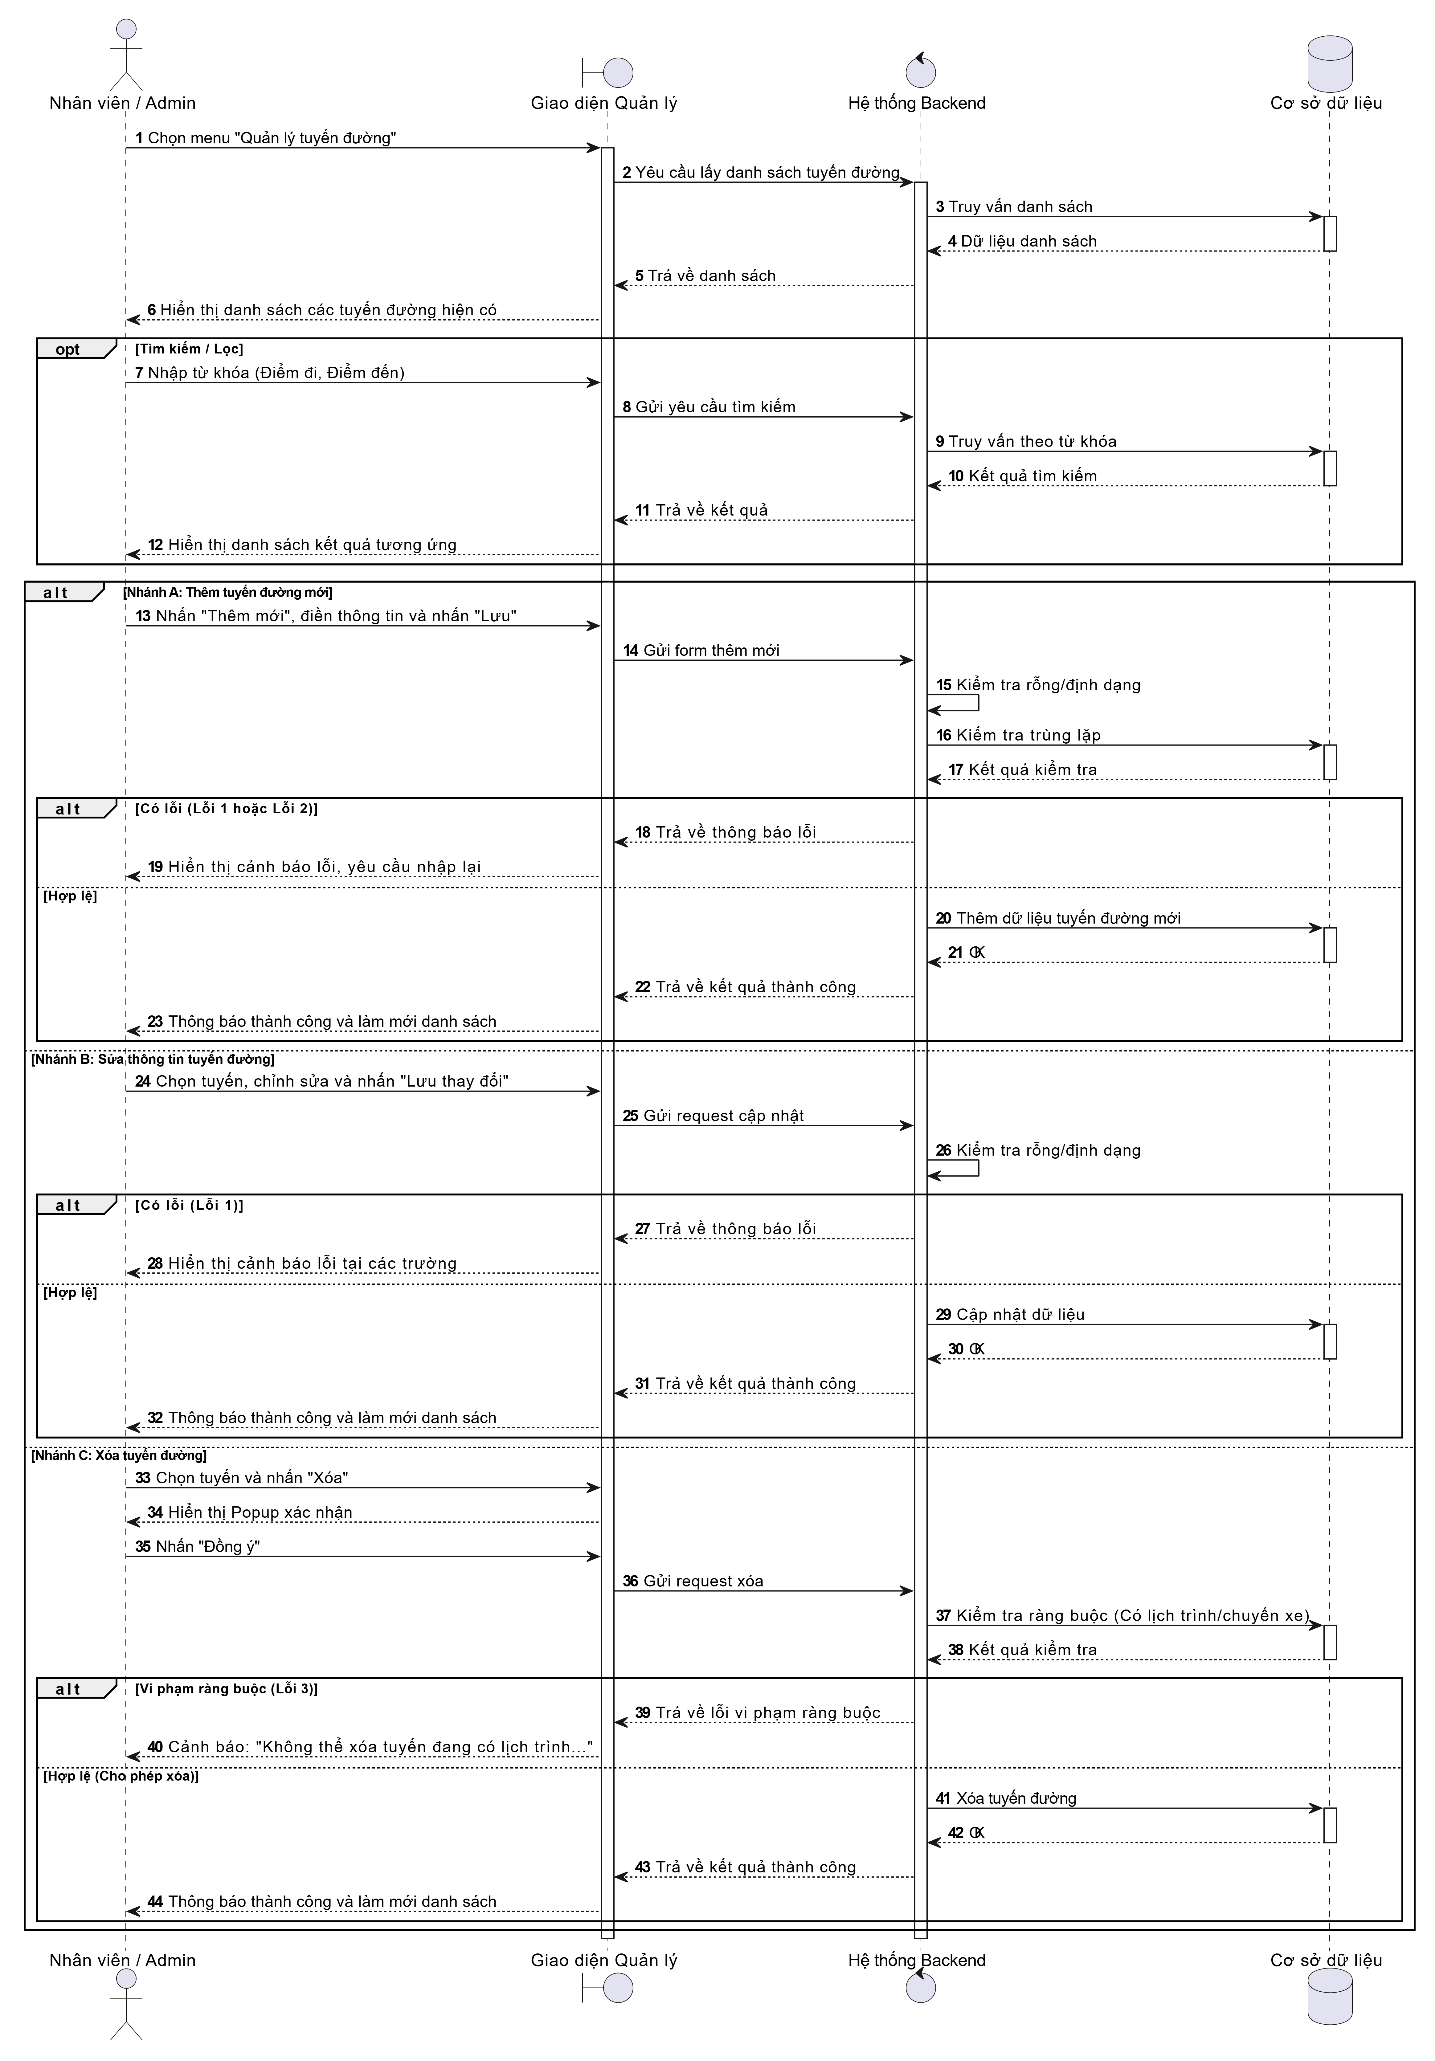 Nhân viên / Admin
Giao diện Quản lý
Hệ thống Backend
Cơ sở dữ liệu
1 Chọn menu "Quản lý tuyến đường"
2 Yêu cầu lấy danh sách tuyến đường
3 Truy vấn danh sách
4 Dữ liệu danh sách
5 Trả về danh sách
6 Hiển thị danh sách các tuyến đường hiện có
opt [Tìm kiếm / Lọc]
7 Nhập từ khóa (Điểm đi, Điểm đến)
8 Gửi yêu cầu tìm kiếm
9 Truy vấn theo từ khóa
10 Kết quả tìm kiếm
11 Trả về kết quả
12 Hiển thị danh sách kết quả tương ứng
alt [Nhánh A: Thêm tuyến đường mới]
13 Nhấn "Thêm mới", điền thông tin và nhấn "Lưu"
14 Gửi form thêm mới
15 Kiểm tra rỗng/định dạng
16 Kiểm tra trùng lặp
17 Kết quả kiểm tra
alt [Có lỗi (Lỗi 1 hoặc Lỗi 2)]
18 Trả về thông báo lỗi
19 Hiển thị cảnh báo lỗi, yêu cầu nhập lại
[Hợp lệ]
20 Thêm dữ liệu tuyến đường mới
21 OK
22 Trả về kết quả thành công
23 Thông báo thành công và làm mới danh sách
[Nhánh B: Sửa thông tin tuyến đường]
24 Chọn tuyến, chỉnh sửa và nhấn "Lưu thay đổi"
25 Gửi request cập nhật
26 Kiểm tra rỗng/định dạng
alt [Có lỗi (Lỗi 1)]
27 Trả về thông báo lỗi
28 Hiển thị cảnh báo lỗi tại các trường
[Hợp lệ]
29 Cập nhật dữ liệu
30 OK
31 Trả về kết quả thành công
32 Thông báo thành công và làm mới danh sách
[Nhánh C: Xóa tuyến đường]
33 Chọn tuyến và nhấn "Xóa"
34 Hiển thị Popup xác nhận
35 Nhấn "Đồng ý"
36 Gửi request xóa
37 Kiểm tra ràng buộc (Có lịch trình/chuyến xe)
38 Kết quả kiểm tra
alt [Vi phạm ràng buộc (Lỗi 3)]
39 Trả về lỗi vi phạm ràng buộc
40 Cảnh báo: "Không thể xóa tuyến đang có lịch trình..."
[Hợp lệ (Cho phép xóa)]
41 Xóa tuyến đường
42 OK
43 Trả về kết quả thành công
44 Thông báo thành công và làm mới danh sách
Nhân viên / Admin
Giao diện Quản lý
Hệ thống Backend
Cơ sở dữ liệu